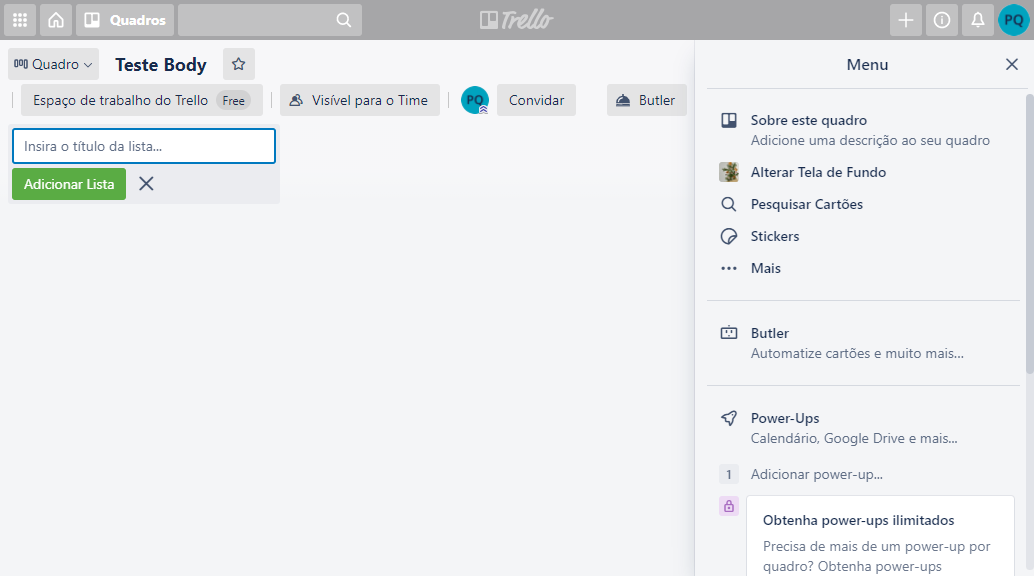 Quadros
Trello
PQ
Quadro
Teste Body
Espaço de trabalho do Trello Free
Visível para o Time
PQ
Convidar
Butler
Insira o título da lista...
Adicionar Lista
Menu
Sobre este quadro
Adicione uma descrição ao seu quadro
Alterar Tela de Fundo
Pesquisar Cartões
Stickers
Mais
Butler
Automatize cartões e muito mais...
Power-Ups
Calendário, Google Drive e mais...
1 Adicionar power-up...
Obtenha power-ups ilimitados
Precisa de mais de um power-up por
quadro? Obtenha power-ups